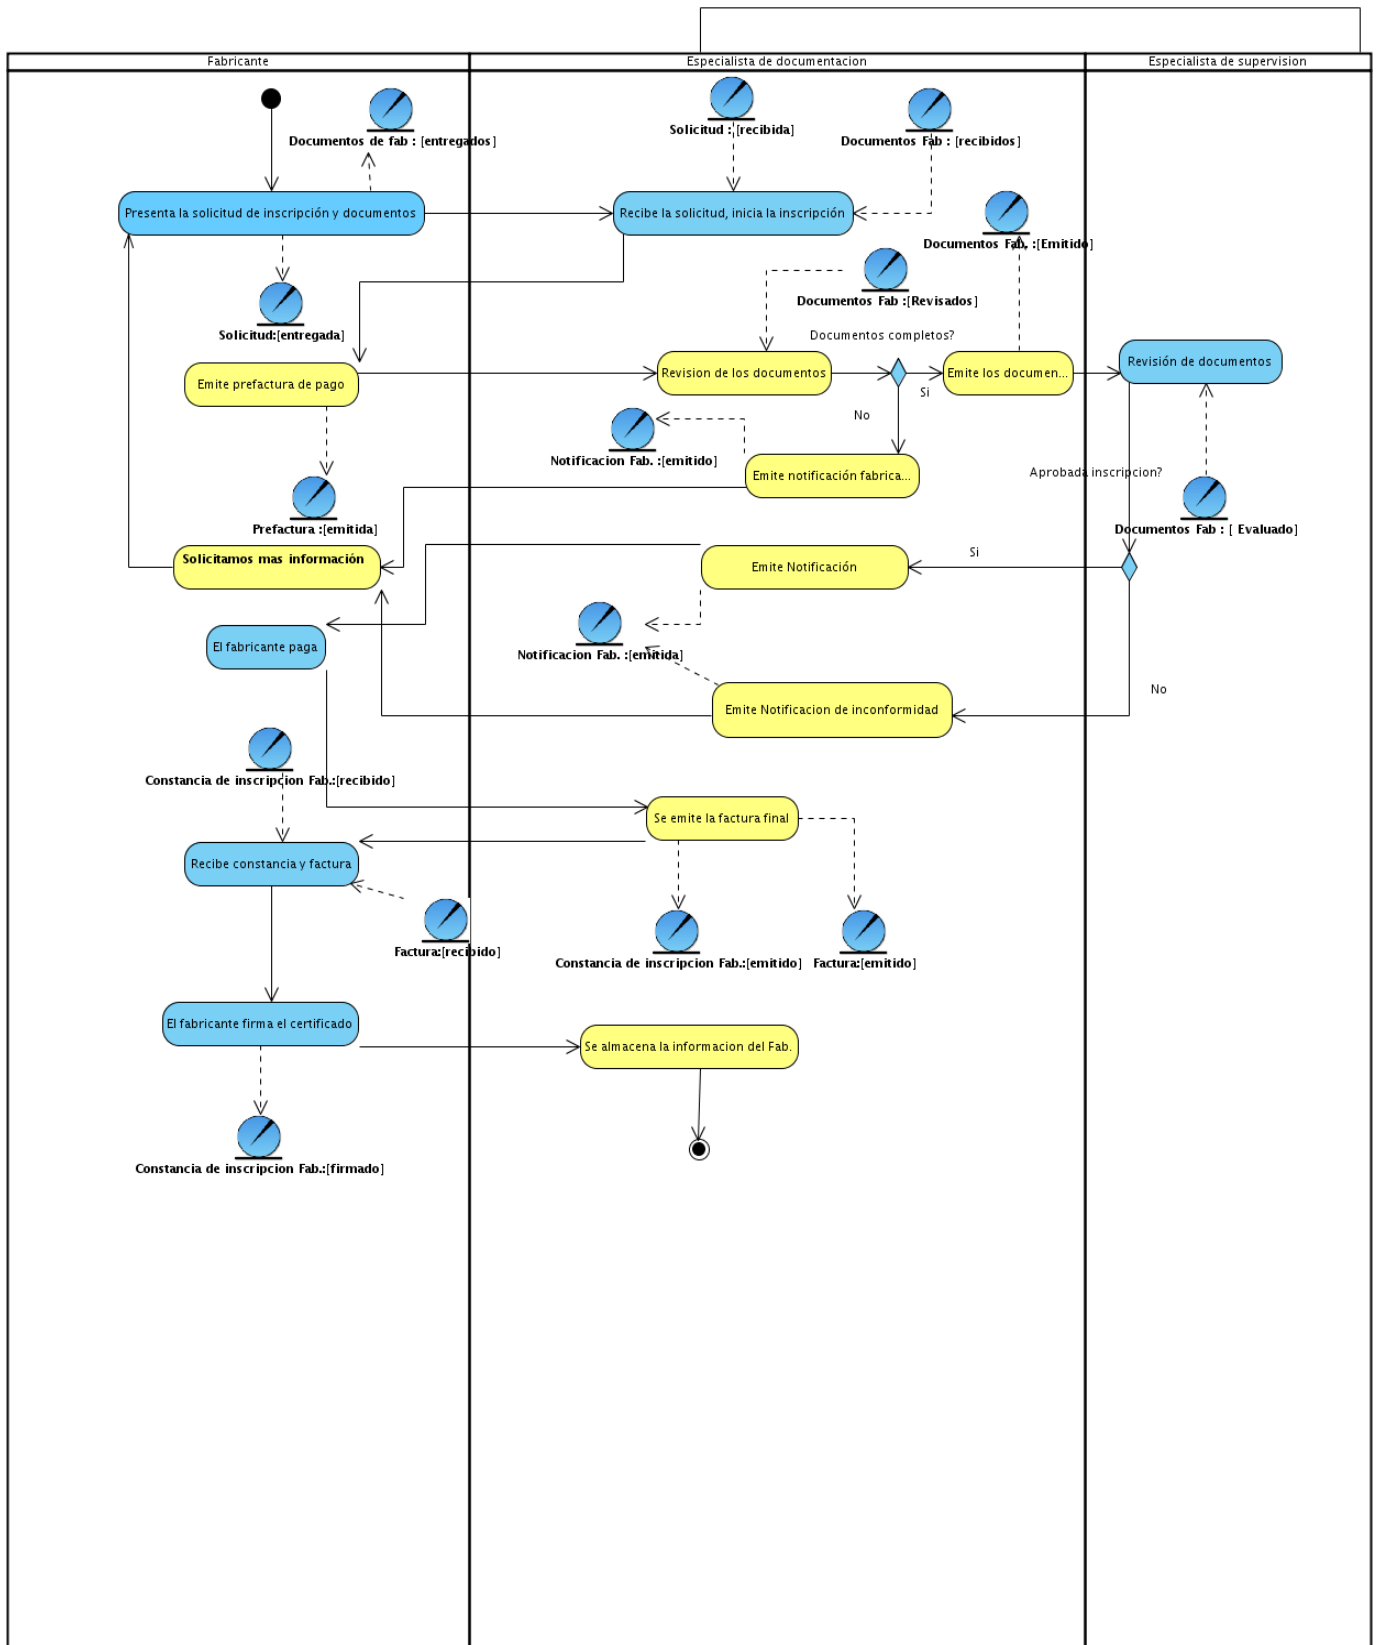 Fabricante
Especialista de documentacion
Especialista de supervision
Documentos de fab : [entregados]
Solicitud : [recibida]
Documentos Fab : [recibidos]
Presenta la solicitud de inscripción y documentos
Recibe la solicitud, inicia la inscripción
Documentos Fab. :[Emitido]
Documentos Fab :[Revisados]
Solicitud:[entregada]
Documentos completos?
Emite prefactura de pago
Revision de los documentos
Emite los documen...
Revisión de documentos
Si
No
Notificacion Fab. :[emitido]
Emite notificación fabrica...
Aprobada inscripcion?
Prefactura :[emitida]
Documentos Fab : [ Evaluado]
Solicitamos mas información
Emite Notificación
Si
El fabricante paga
Notificacion Fab. :[emitida]
No
Emite Notificacion de inconformidad
Constancia de inscripcion Fab.:[recibido]
Se emite la factura final
Recibe constancia y factura
Factura:[recibido]
Constancia de inscripcion Fab.:[emitido]
Factura:[emitido]
El fabricante firma el certificado
Se almacena la informacion del Fab.
Constancia de inscripcion Fab.:[firmado]